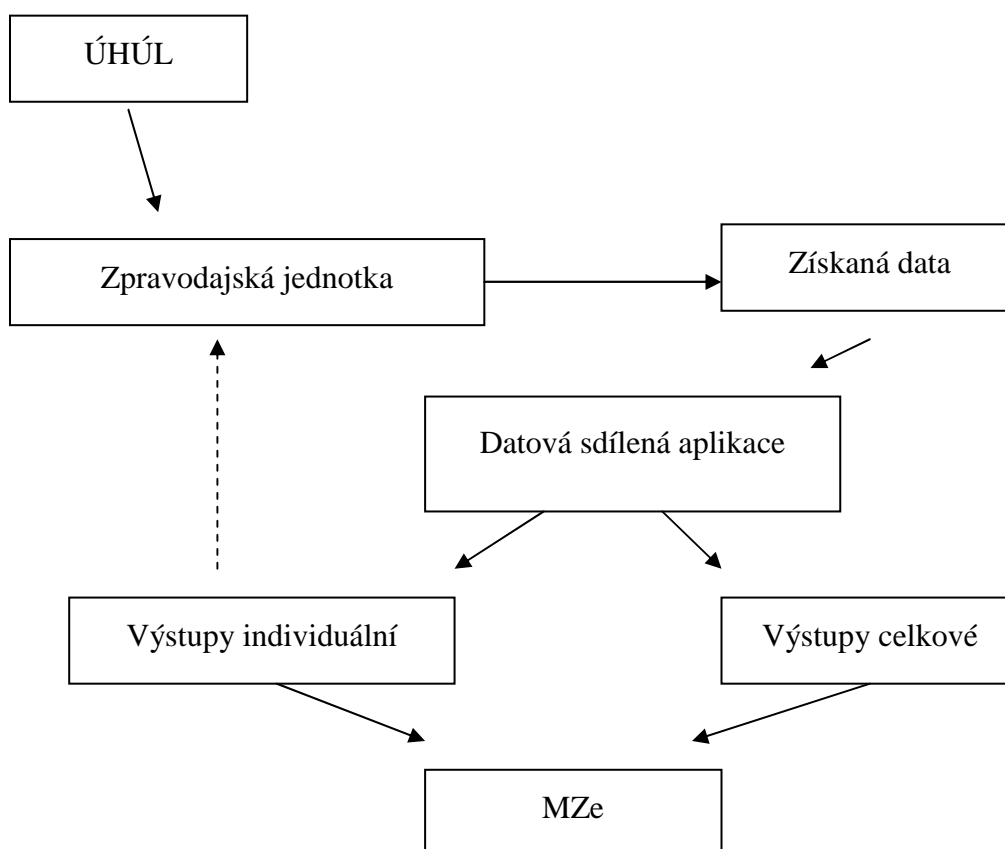 ÚHÚL
Zpravodajská jednotka
Získaná data
Datová sdílená aplikace
Výstupy individuální
Výstupy celkové
MZe